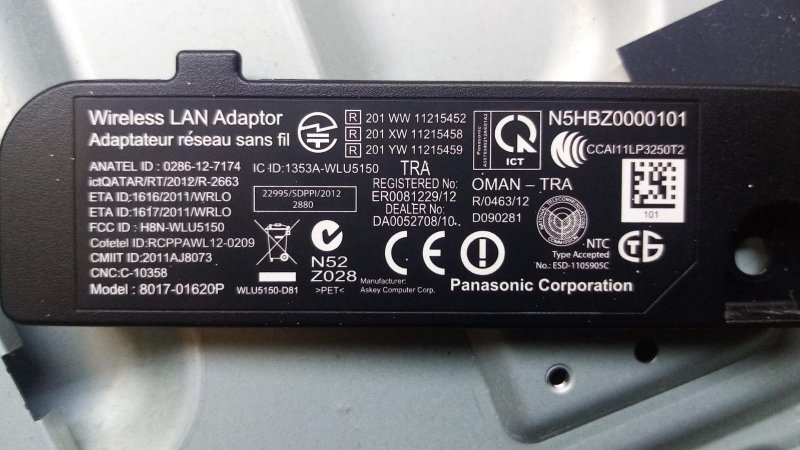 Wireless LAN Adaptor
Adaptateur réseau sans fil
R 201 WW 11215452
R 201 XW 11215458
R 201 YW 11215459
ICT
N5HBZ0000101
CCAI11LP3250T2
ANATEL ID : 0286-12-7174
IC ID:1353A-WLU5150
ictQATAR/RT/2012/R-2663
ETA ID:1616/2011/WRLO
ETA ID:1617/2011/WRLO
FCC ID : H8N-WLU5150
Cofetel ID:RCPPAWL12-0209
CMIIT ID:2011AJ8073
CNC:C-10358
Model : 8017-01620P
22995/SDPPI/2012
2880
WLU5150-D81
N52
Z028
>PET<
TRA
REGISTERED No:
ER0081229/12
DEALER No:
DA0052708/10
OMAN – TRA
R/0463/12
D090281
101
NTC
Type Accepted
No.: ESD-1105905C
CE
Manufacturer:
Askey Computer Corp.
Panasonic Corporation